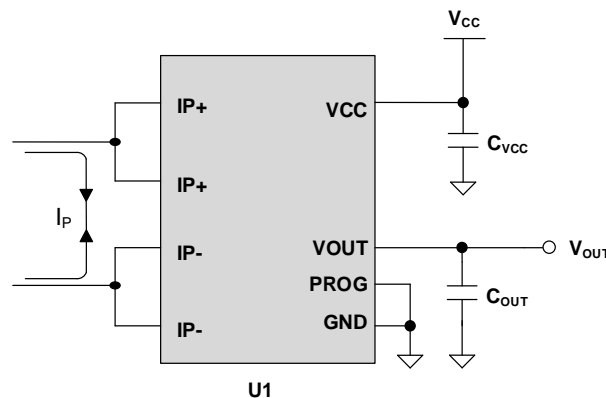 VCC
IP+
VCC
CVCC
IP+
IP
IP-
VOUT
VOUT
PROG
COUT
IP-
GND
U1